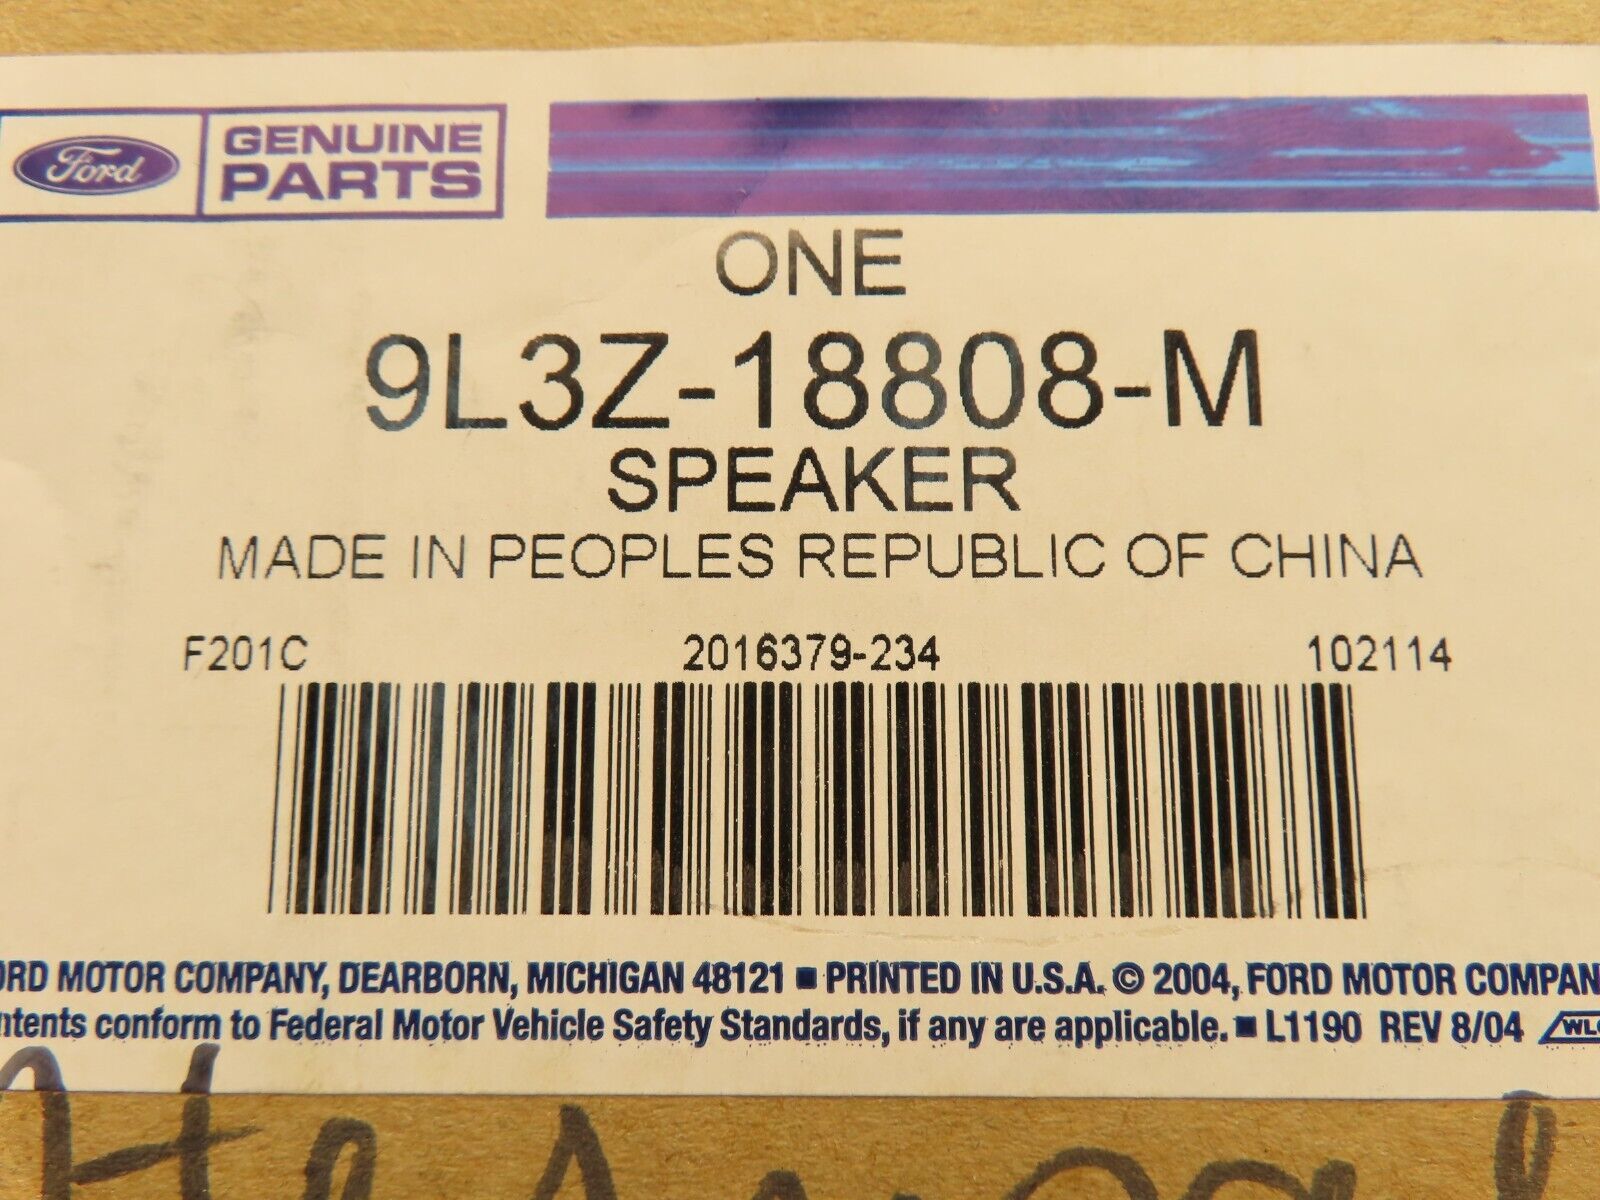 Ford GENUINE
PARTS
ONE
9L3Z-18808-M
SPEAKER
MADE IN PEOPLES REPUBLIC OF CHINA
F201C 2016379-234 102114
ORD MOTOR COMPANY, DEARBORN, MICHIGAN 48121 ■ PRINTED IN U.S.A. © 2004, FORD MOTOR COMPAN
ntents conform to Federal Motor Vehicle Safety Standards, if any are applicable. ■ L1190 REV 8/04